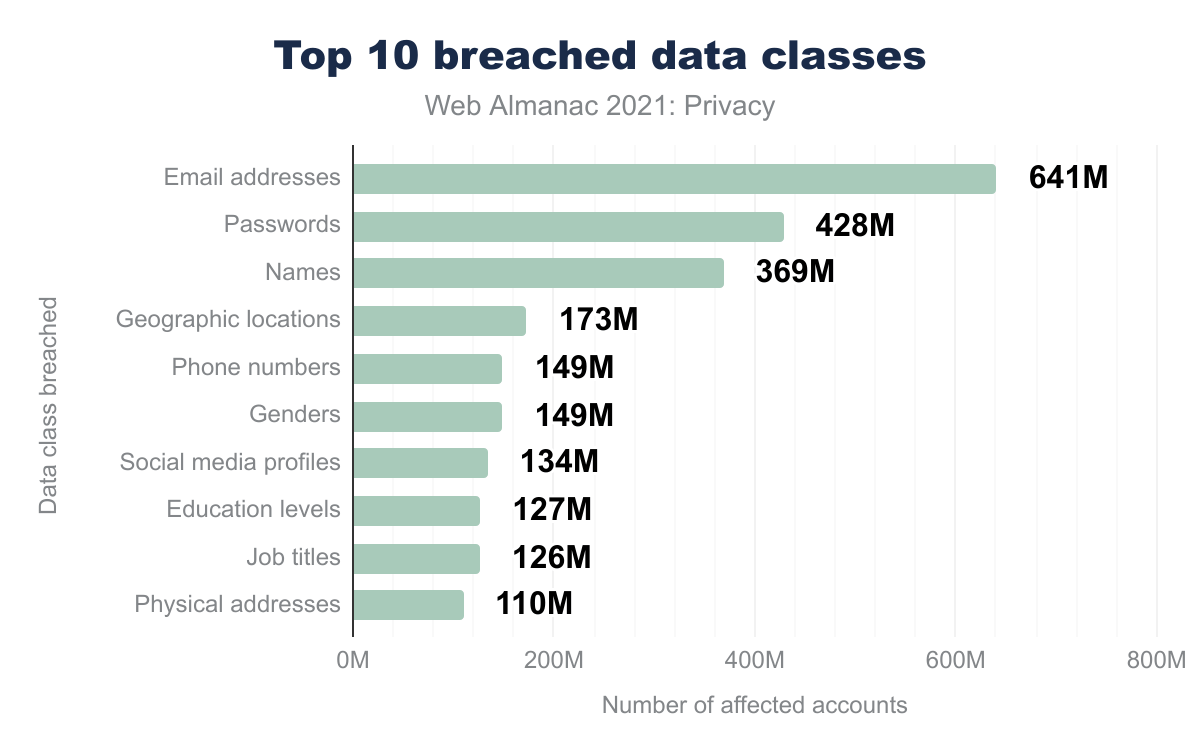 Top 10 breached data classes
Web Almanac 2021: Privacy
Data class breached
Email addresses 641M
Passwords 428M
Names 369M
Geographic locations 173M
Phone numbers 149M
Genders 149M
Social media profiles 134M
Education levels 127M
Job titles 126M
Physical addresses 110M
0M 200M 400M 600M 800M
Number of affected accounts